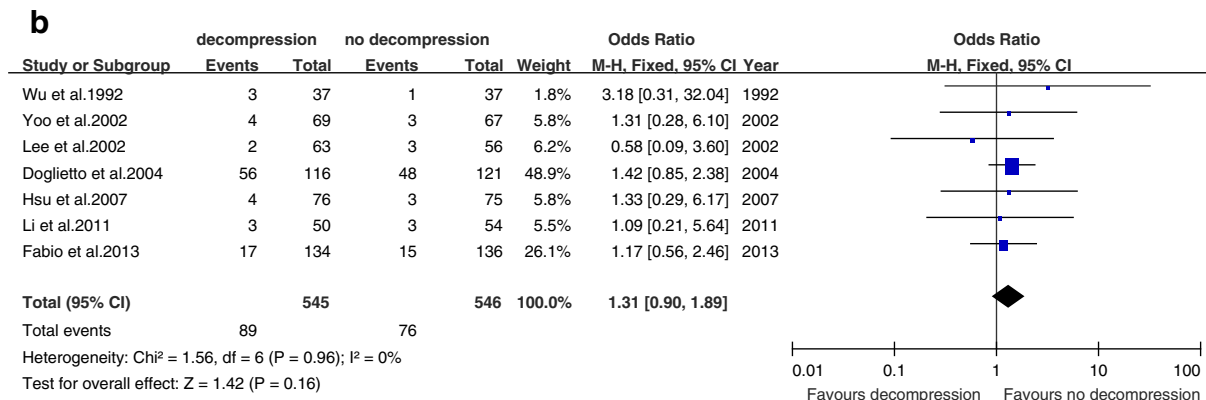 b
decompression no decompression Odds Ratio Odds Ratio
Study or Subgroup Events Total Events Total Weight M-H, Fixed, 95% CI Year M-H, Fixed, 95% CI
Wu et al.1992 3 37 1 37 1.8% 3.18 [0.31, 32.04] 1992
Yoo et al.2002 4 69 3 67 5.8% 1.31 [0.28, 6.10] 2002
Lee et al.2002 2 63 3 56 6.2% 0.58 [0.09, 3.60] 2002
Doglietto et al.2004 56 116 48 121 48.9% 1.42 [0.85, 2.38] 2004
Hsu et al.2007 4 76 3 75 5.8% 1.33 [0.29, 6.17] 2007
Li et al.2011 3 50 3 54 5.5% 1.09 [0.21, 5.64] 2011
Fabio et al.2013 17 134 15 136 26.1% 1.17 [0.56, 2.46] 2013
Total (95% CI) 545 546 100.0% 1.31 [0.90, 1.89]
Total events 89 76
Heterogeneity: Chi² = 1.56, df = 6 (P = 0.96); I² = 0%
Test for overall effect: Z = 1.42 (P = 0.16)
0.01 0.1 1 10 100
Favours decompression Favours no decompression